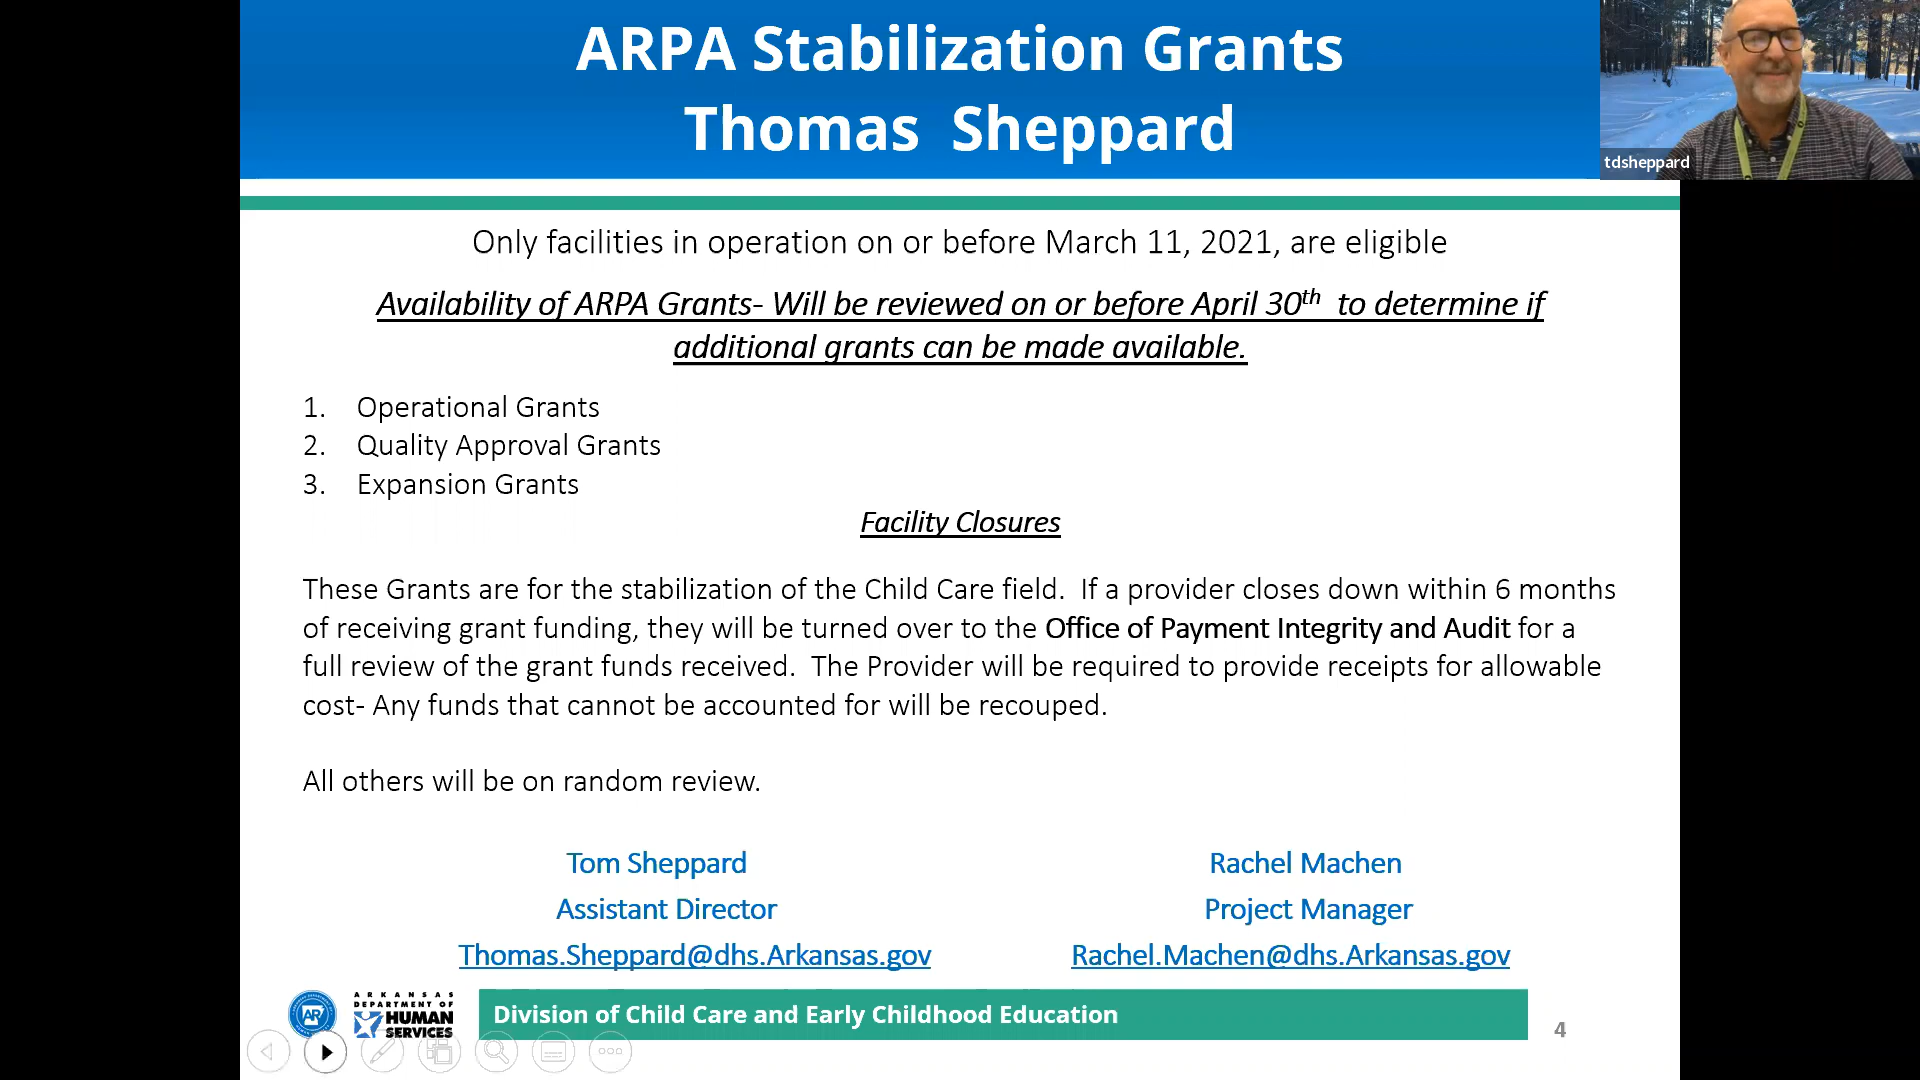 ARPA Stabilization Grants
Thomas Sheppard
tdsheppard
Only facilities in operation on or before March 11, 2021, are eligible
Availability of ARPA Grants- Will be reviewed on or before April 30th to determine if
additional grants can be made available.
1. Operational Grants
2. Quality Approval Grants
3. Expansion Grants
Facility Closures
These Grants are for the stabilization of the Child Care field. If a provider closes down within 6 months
of receiving grant funding, they will be turned over to the Office of Payment Integrity and Audit for a
full review of the grant funds received. The Provider will be required to provide receipts for allowable
cost- Any funds that cannot be accounted for will be recouped.
All others will be on random review.
Tom Sheppard
Assistant Director
Thomas.Sheppard@dhs.Arkansas.gov
Rachel Machen
Project Manager
Rachel.Machen@dhs.Arkansas.gov
AR
ARKANSAS
DEPARTMENT OF
HUMAN
SERVICES
Division of Child Care and Early Childhood Education
4